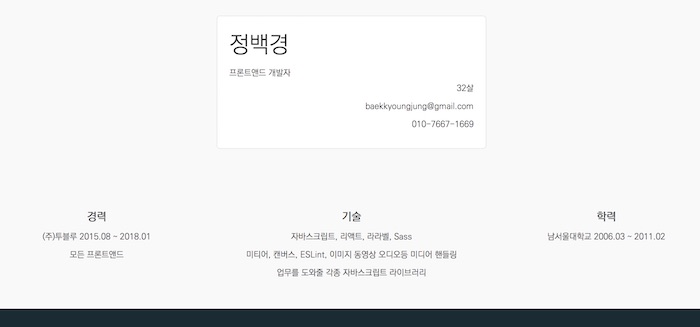 정백경
프론트앤드 개발자
32살
baekkyoungjung@gmail.com
010-7667-1669
경력
(주)투블루 2015.08 ~ 2018.01
모든 프론트앤드
기술
자바스크립트, 리액트, 라라벨, Sass
미티어, 캔버스, ESLint, 이미지 동영상 오디오등 미디어 핸들링
업무를 도와줄 각종 자바스크립트 라이브러리
학력
남서울대학교 2006.03 ~ 2011.02